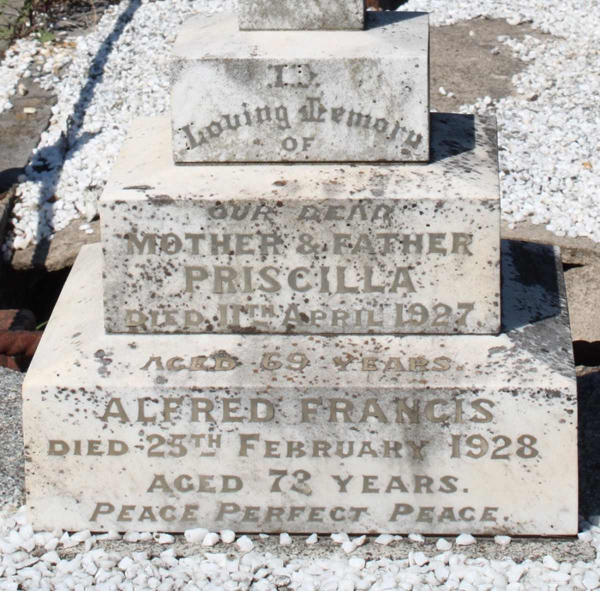 In
Loving Memory
OF
OUR DEAR
MOTHER & FATHER
PRISCILLA
DIED 11TH APRIL 1927
AGED 69 YEARS.
ALFRED FRANCIS
DIED 25TH FEBRUARY 1928
AGED 73 YEARS.
PEACE PERFECT PEACE.